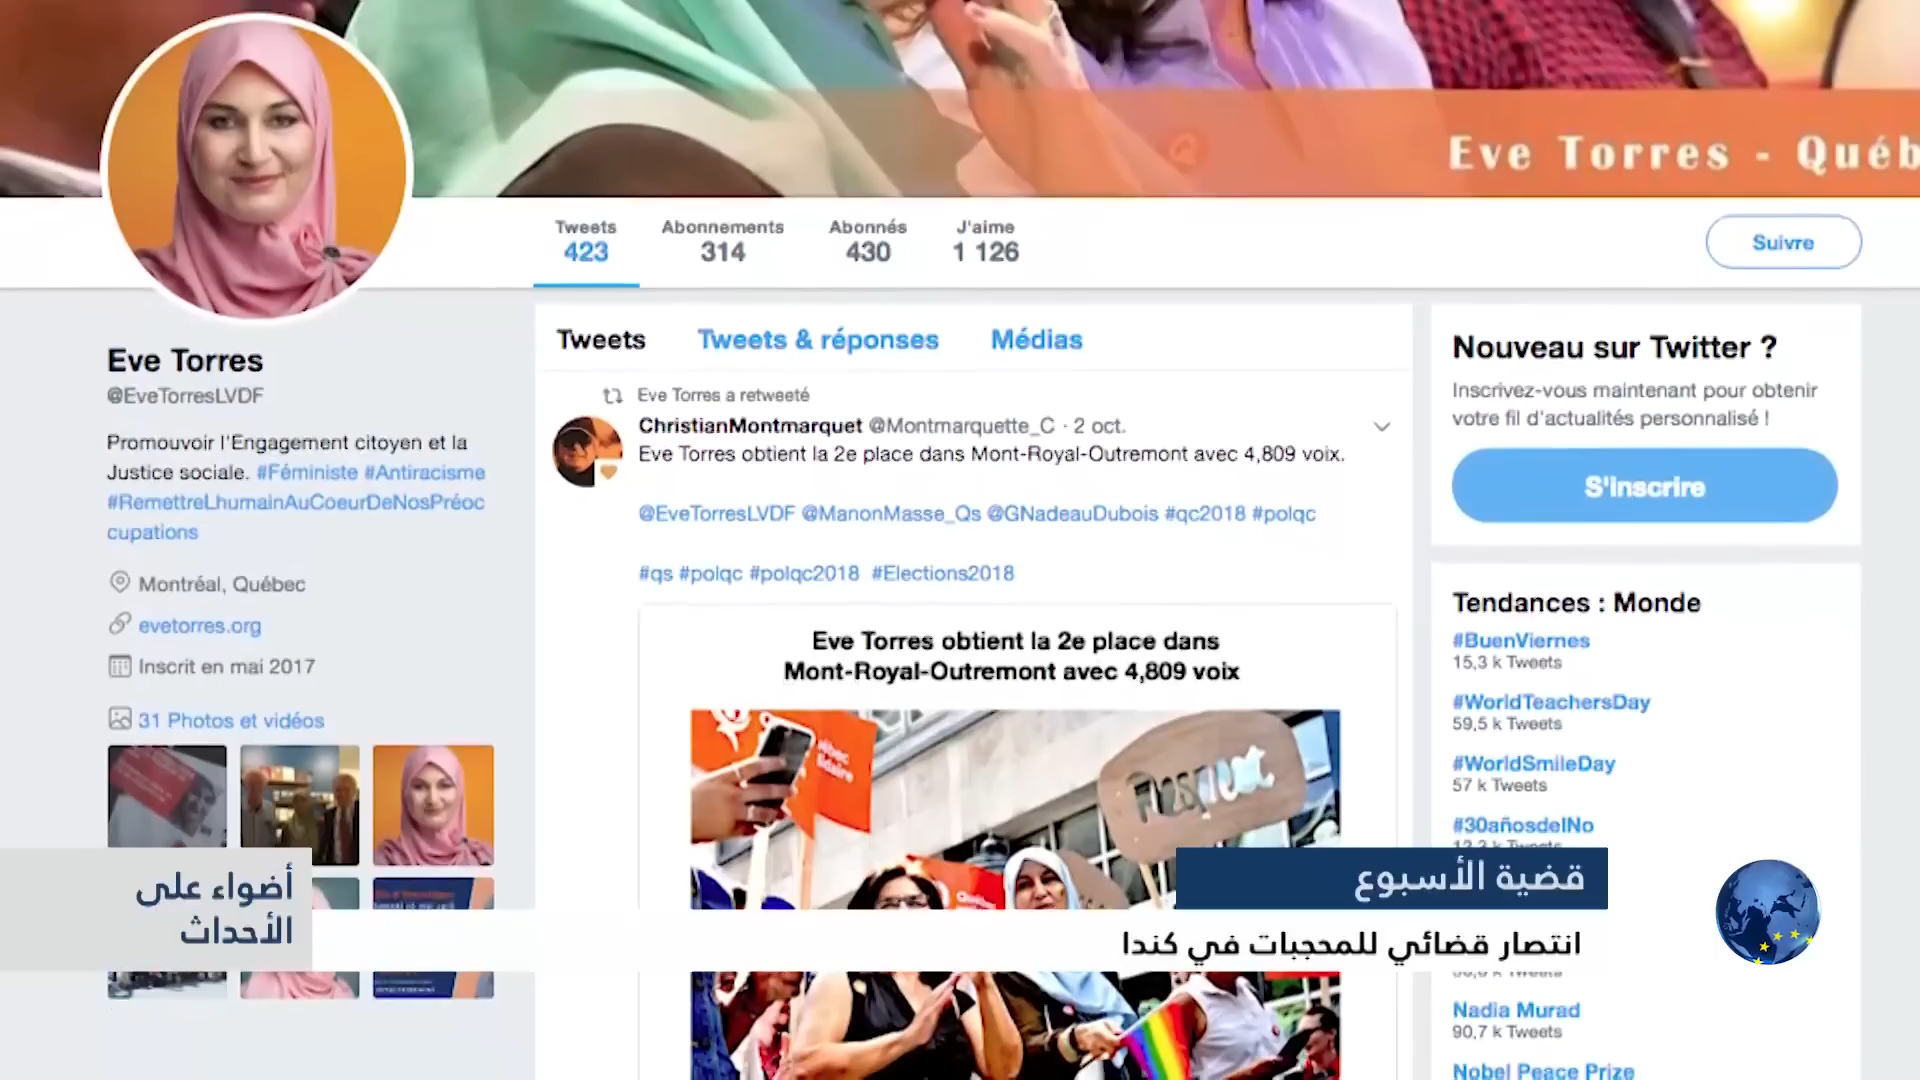 Eve Torres - Québ
Tweets
423
Abonnements
314
Abonnés
430
J'aime
1 126
Suivre
Eve Torres
@EveTorresLVDF
Promouvoir l'Engagement citoyen et la
Justice sociale. #Féministe #Antiracisme
#RemettreLhumainAuCoeurDeNosPréoc
cupations
Montréal, Québec
evetorres.org
Inscrit en mai 2017
31 Photos et vidéos
Tweets
Tweets & réponses
Médias
Eve Torres a retweeté
ChristianMontmarquet @Montmarquette_C · 2 oct.
Eve Torres obtient la 2e place dans Mont-Royal-Outremont avec 4,809 voix.
@EveTorresLVDF @ManonMasse_Qs @GNadeauDubois #qc2018 #polqc
#qs #polqc #polqc2018 #Elections2018
Eve Torres obtient la 2e place dans
Mont-Royal-Outremont avec 4,809 voix
Nouveau sur Twitter ?
Inscrivez-vous maintenant pour obtenir
votre fil d'actualités personnalisé !
S'inscrire
Tendances : Monde
#BuenViernes
15,3 k Tweets
#WorldTeachersDay
59,5 k Tweets
#WorldSmileDay
57 k Tweets
#30añosdelNo
Nadia Murad
90,7 k Tweets
Nobel Peace Prize
أضواء على
الأحداث
قضية الأسبوع
انتصار قضائي للمحجبات في كندا